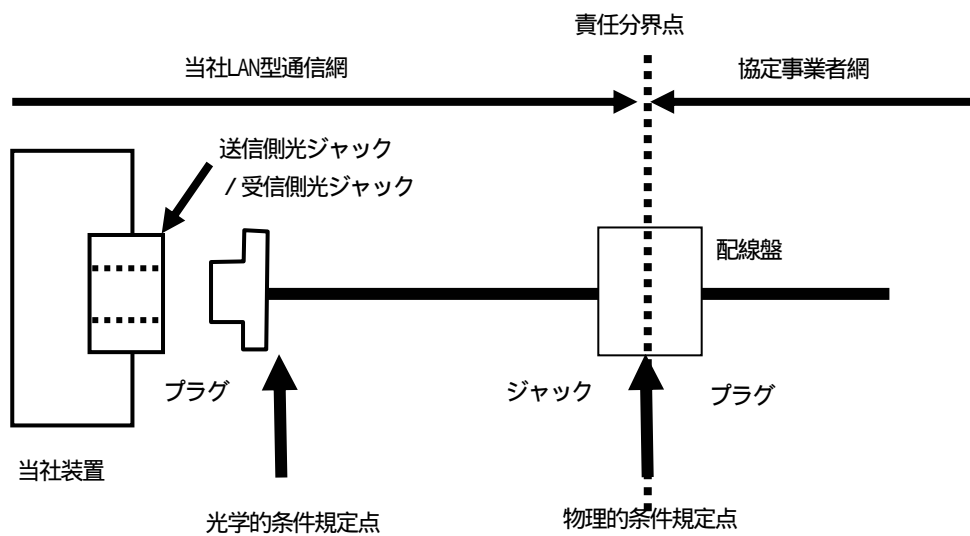 責任分界点
当社LAN型通信網
協定事業者網
送信側光ジャック
/受信側光ジャック
配線盤
プラグ
ジャック
プラグ
当社装置
光学的条件規定点
物理的条件規定点